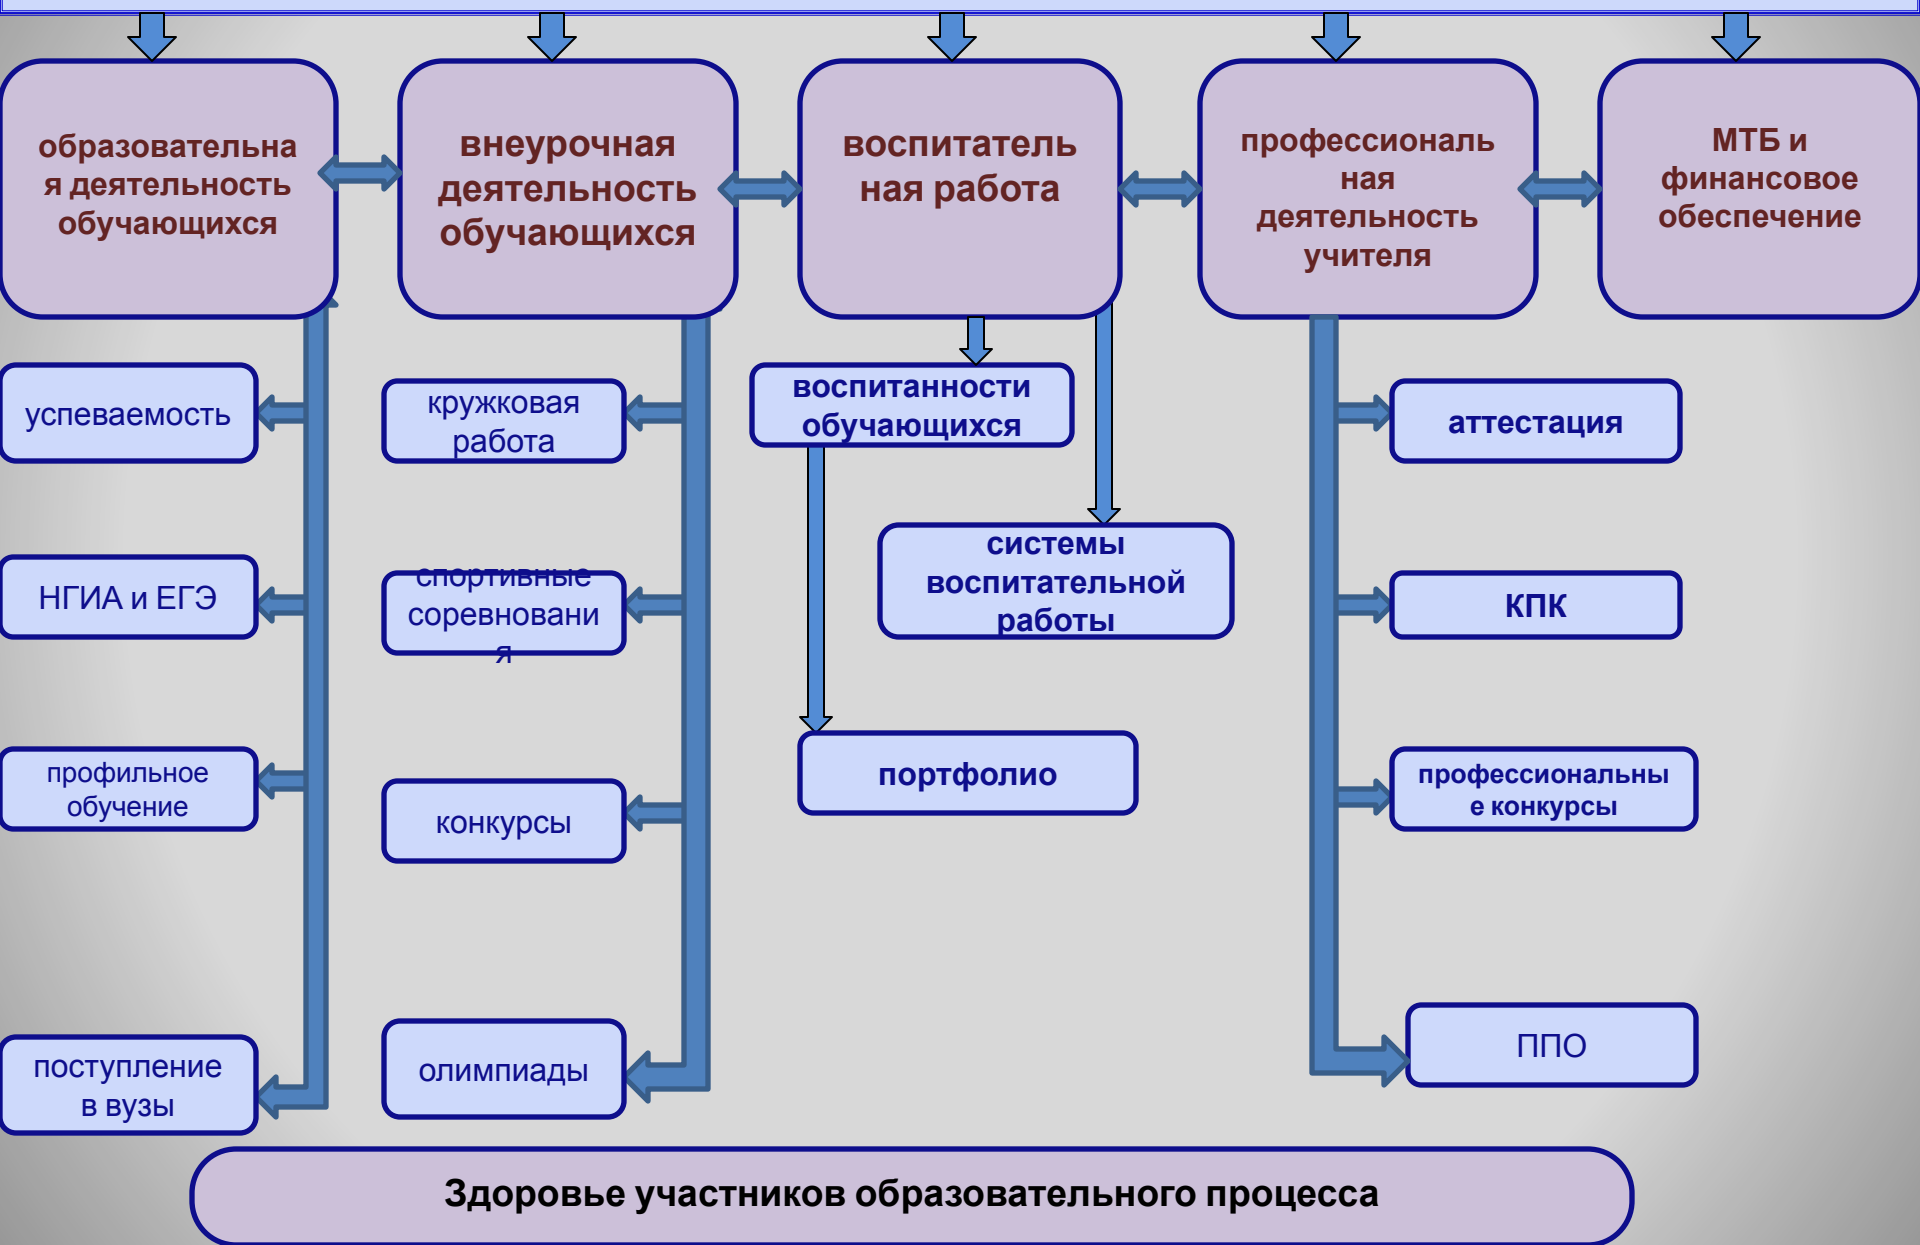 образовательна
я деятельность
обучающихся
внеурочная
деятельность
обучающихся
воспитатель
ная работа
профессиональ
ная
деятельность
учителя
МТБ и
финансовое
обеспечение
успеваемость
НГИА и ЕГЭ
профильное
обучение
поступление
в вузы
кружковая
работа
спортивные
соревновани
я
конкурсы
олимпиады
воспитанности
обучающихся
системы
воспитательной
работы
портфолио
аттестация
КПК
профессиональны
е конкурсы
ППО
Здоровье участников образовательного процесса